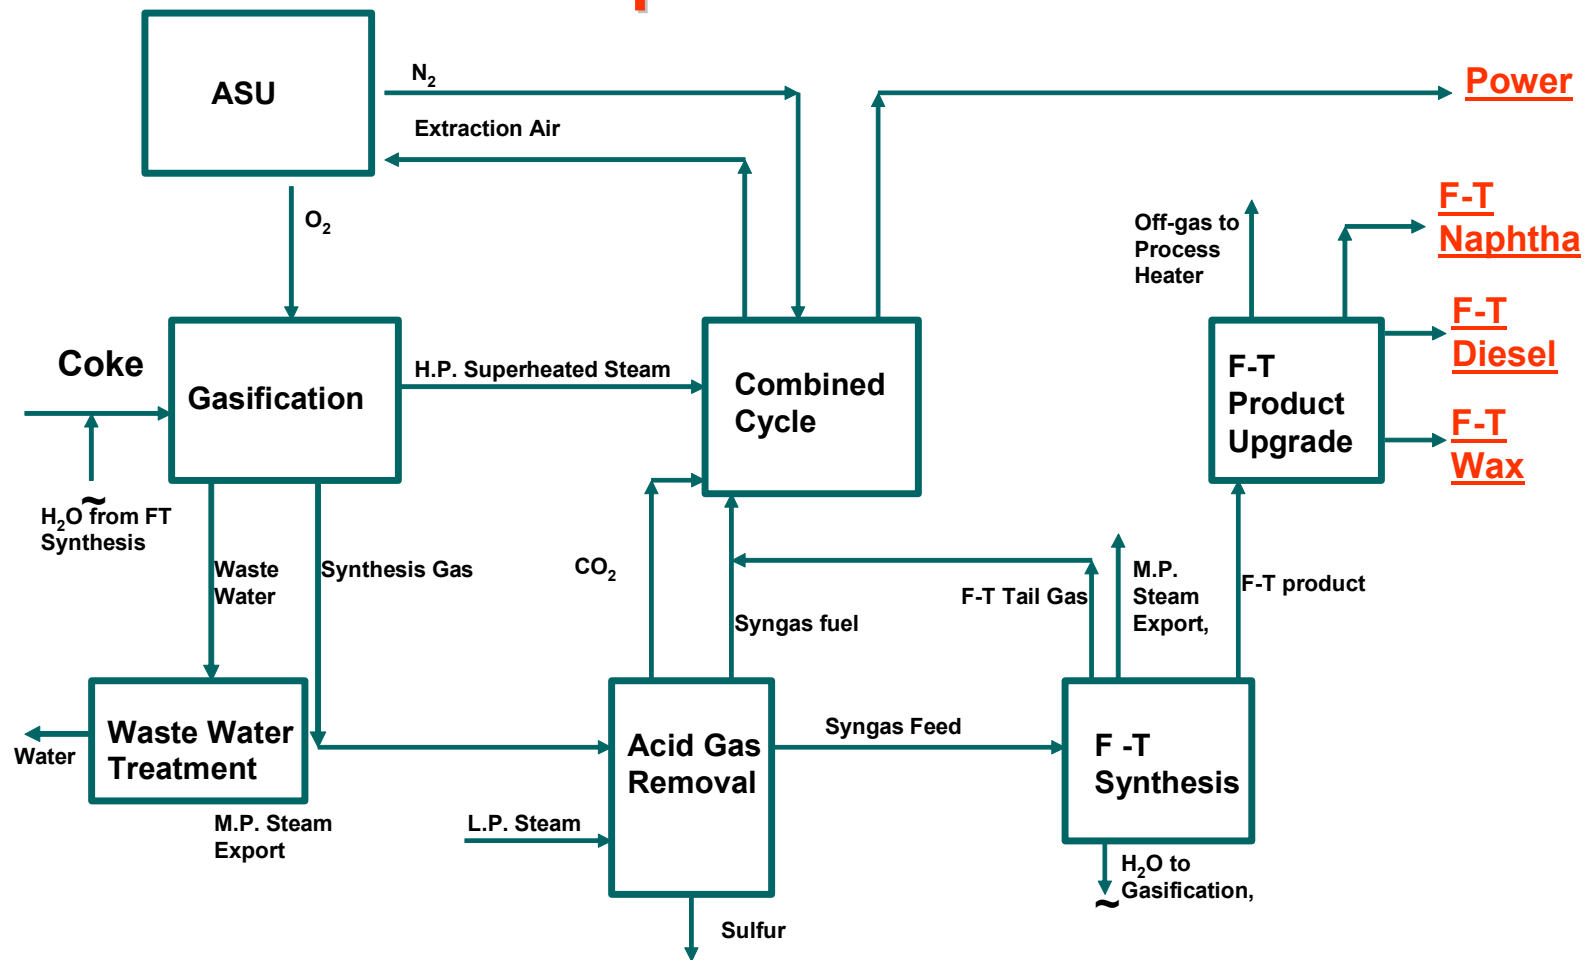 ASU
N2
Extraction Air
O2
Power
Off-gas to
Process
Heater
F-T
Naphtha
F-T
Diesel
F-T
Wax
Coke
Gasification
H.P. Superheated Steam
Combined
Cycle
F-T
Product
Upgrade
~
H2O from FT
Synthesis
Waste
Water
Synthesis Gas
CO2
Syngas fuel
F-T Tail Gas
M.P.
Steam
Export,
F-T product
Waste Water
Treatment
Water
M.P. Steam
Export
L.P. Steam
Acid Gas
Removal
Syngas Feed
F -T
Synthesis
H2O to
Gasification,
~
Sulfur